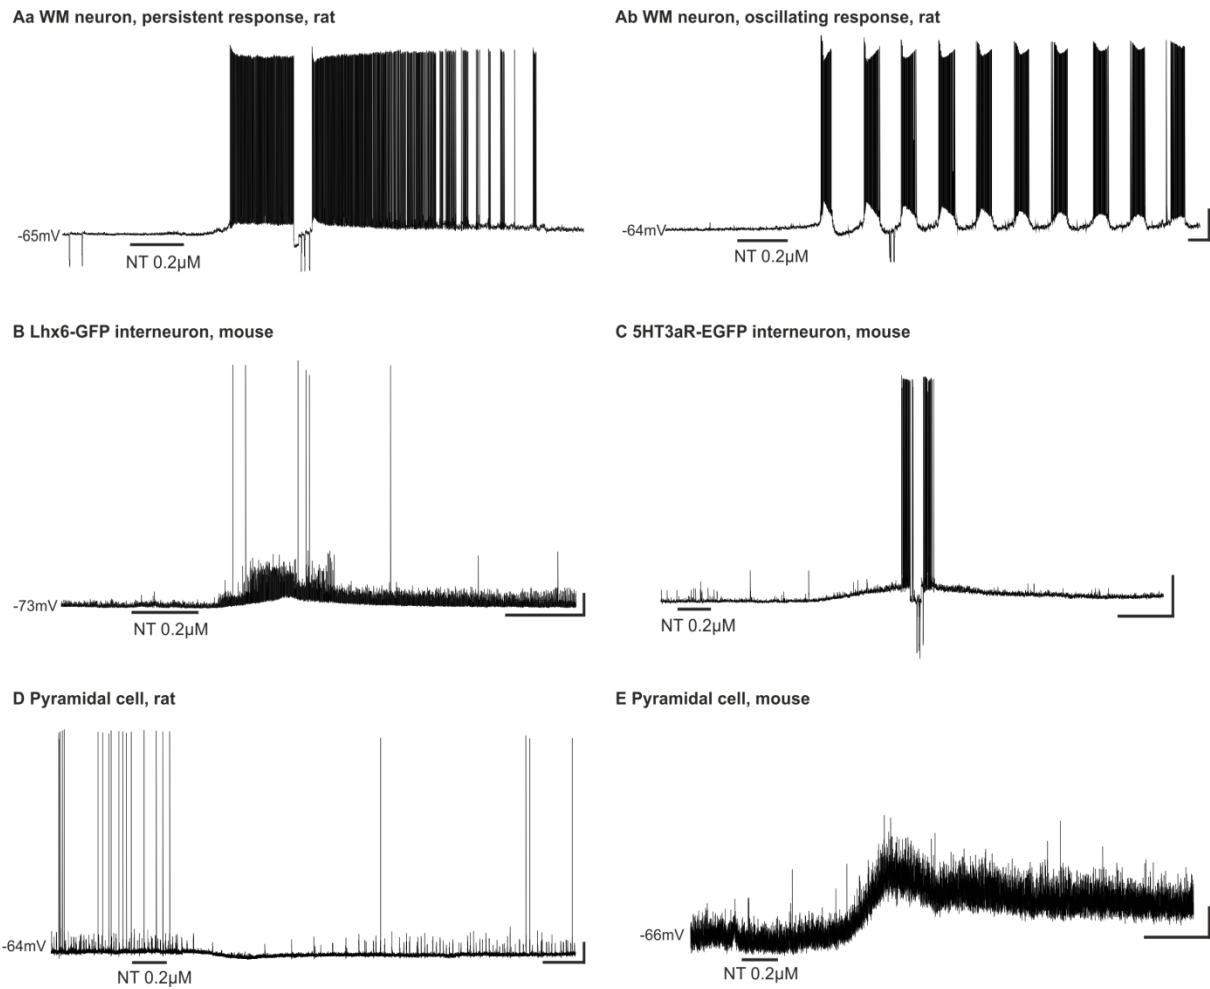 Aa WM neuron, persistent response, rat
Ab WM neuron, oscillating response, rat
-65mV
NT 0.2µM
-64mV
NT 0.2µM
B Lhx6-GFP interneuron, mouse
C 5HT3aR-EGFP interneuron, mouse
-73mV
NT 0.2µM
NT 0.2µM
D Pyramidal cell, rat
E Pyramidal cell, mouse
-64mV
NT 0.2µM
-66mV
NT 0.2µM